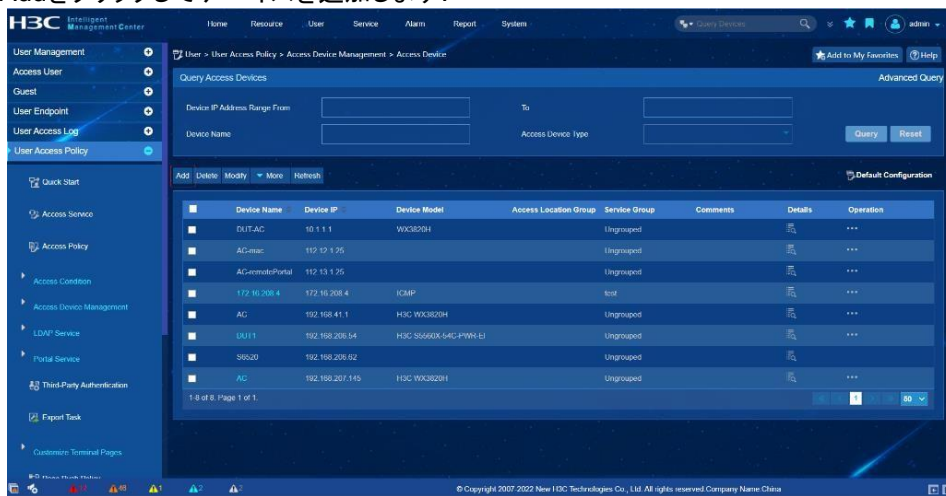 H3C Intelligent Management Center
Home Resource User Service Alarm Report System
Query Devices
admin
User Management
Access User
Guest
User Endpoint
User Access Log
User Access Policy
Quick Start
Access Service
Access Policy
Access Condition
Access Device Management
LDAP Service
Portal Service
Third-Party Authentication
Export Task
Customize Terminal Pages
User > User Access Policy > Access Device Management > Access Device
Add to My Favorites Help
Query Access Devices Advanced Query
Device IP Address Range From To
Device Name Access Device Type
Query Reset
Add Delete Modify More Refresh Default Configuration
Device Name Device IP Device Model Access Location Group Service Group Comments Details Operation
DUT-AC 10.1.1.1 WX3820H Ungrouped ...
AC-mac 112.12.1.25 Ungrouped ...
AC-remotePortal 112.13.1.25 Ungrouped ...
172.16.208.4 172.16.208.4 ICMP test ...
AC 192.168.41.1 H3C WX3820H Ungrouped ...
DUT1 192.168.206.54 H3C S5560X-54C-PWR-EI Ungrouped ...
S6520 192.168.206.62 Ungrouped
AC 192.168.207.145 H3C WX3820H Ungrouped ...
1-8 of 8. Page 1 of 1. 1 60
© Copyright 2007-2022 New H3C Technologies Co., Ltd. All rights reserved.Company Name:China